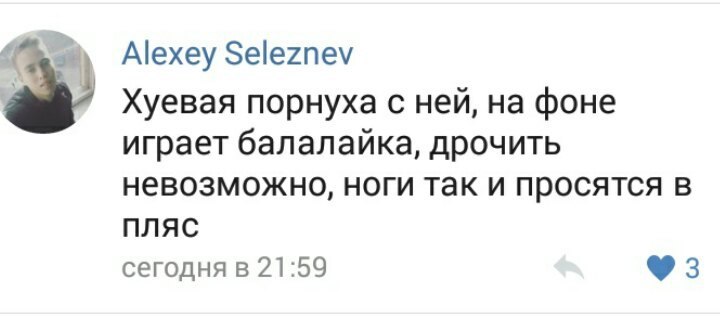 Alexey Seleznev
Хуевая порнуха с ней, на фоне
играет балалайка, дрочить
невозможно, ноги так и просятся в
пляс
сегодня в 21:59
3